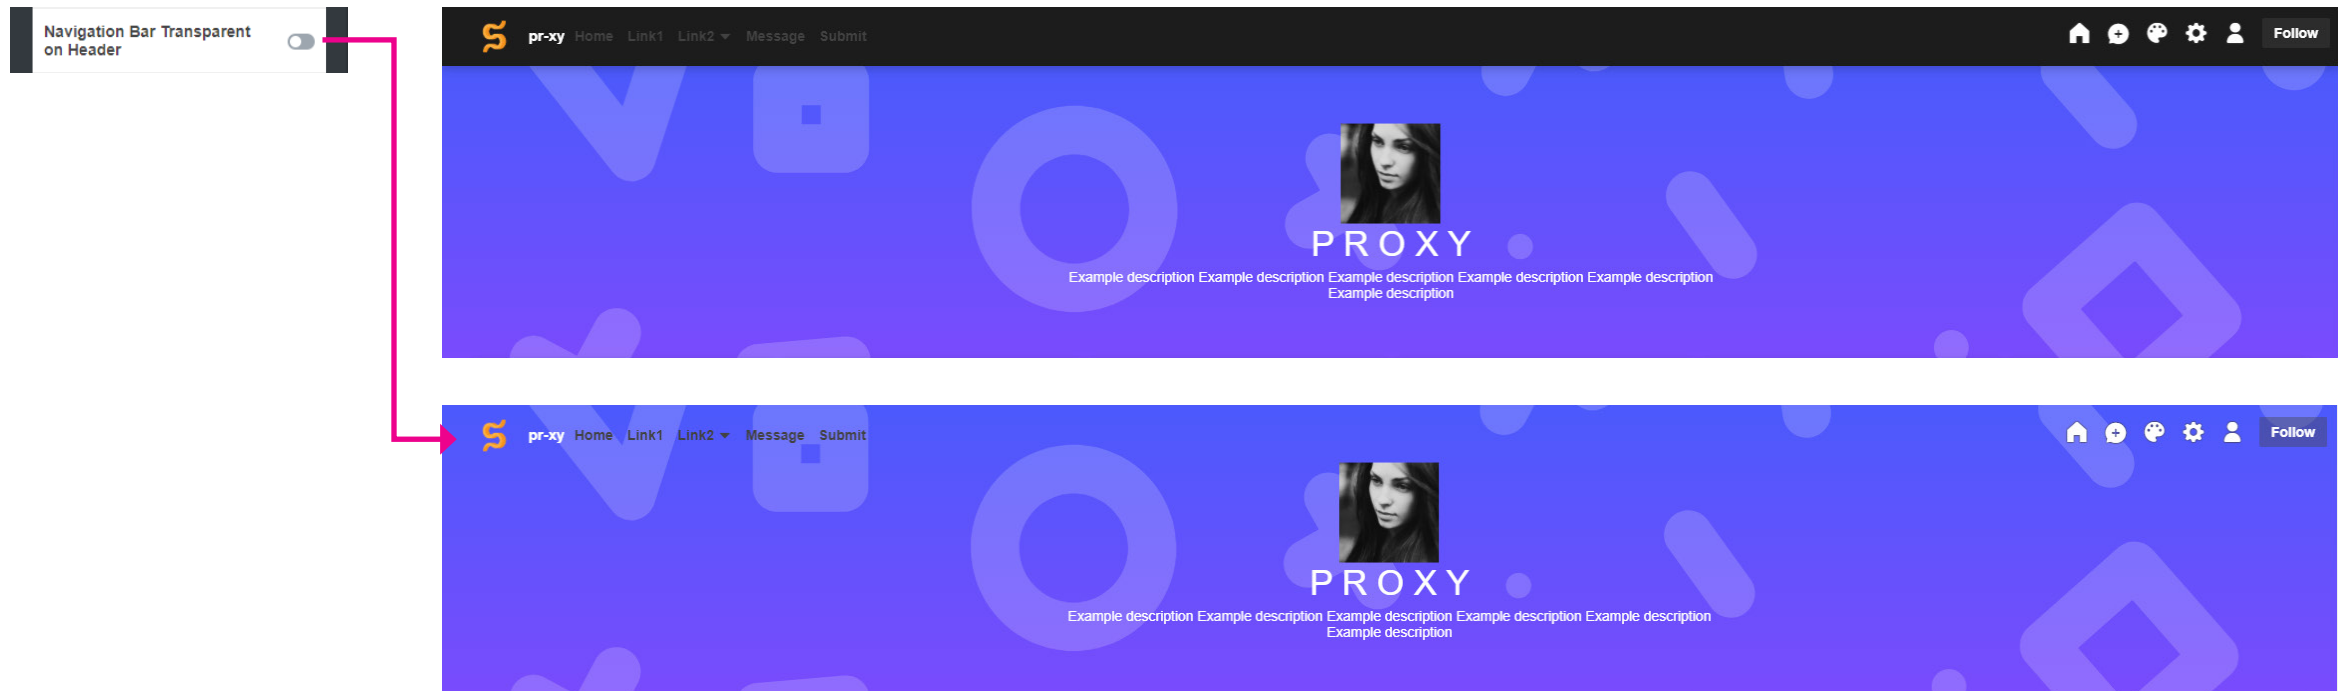 Navigation Bar Transparent
on Header
pr-xy Home Link1 Link2 Message Submit
Follow
PROXY
Example description Example description Example description Example description Example description
Example description
pr-xy Home Link1 Link2 Message Submit
Follow
PROXY
Example description Example description Example description Example description Example description
Example description